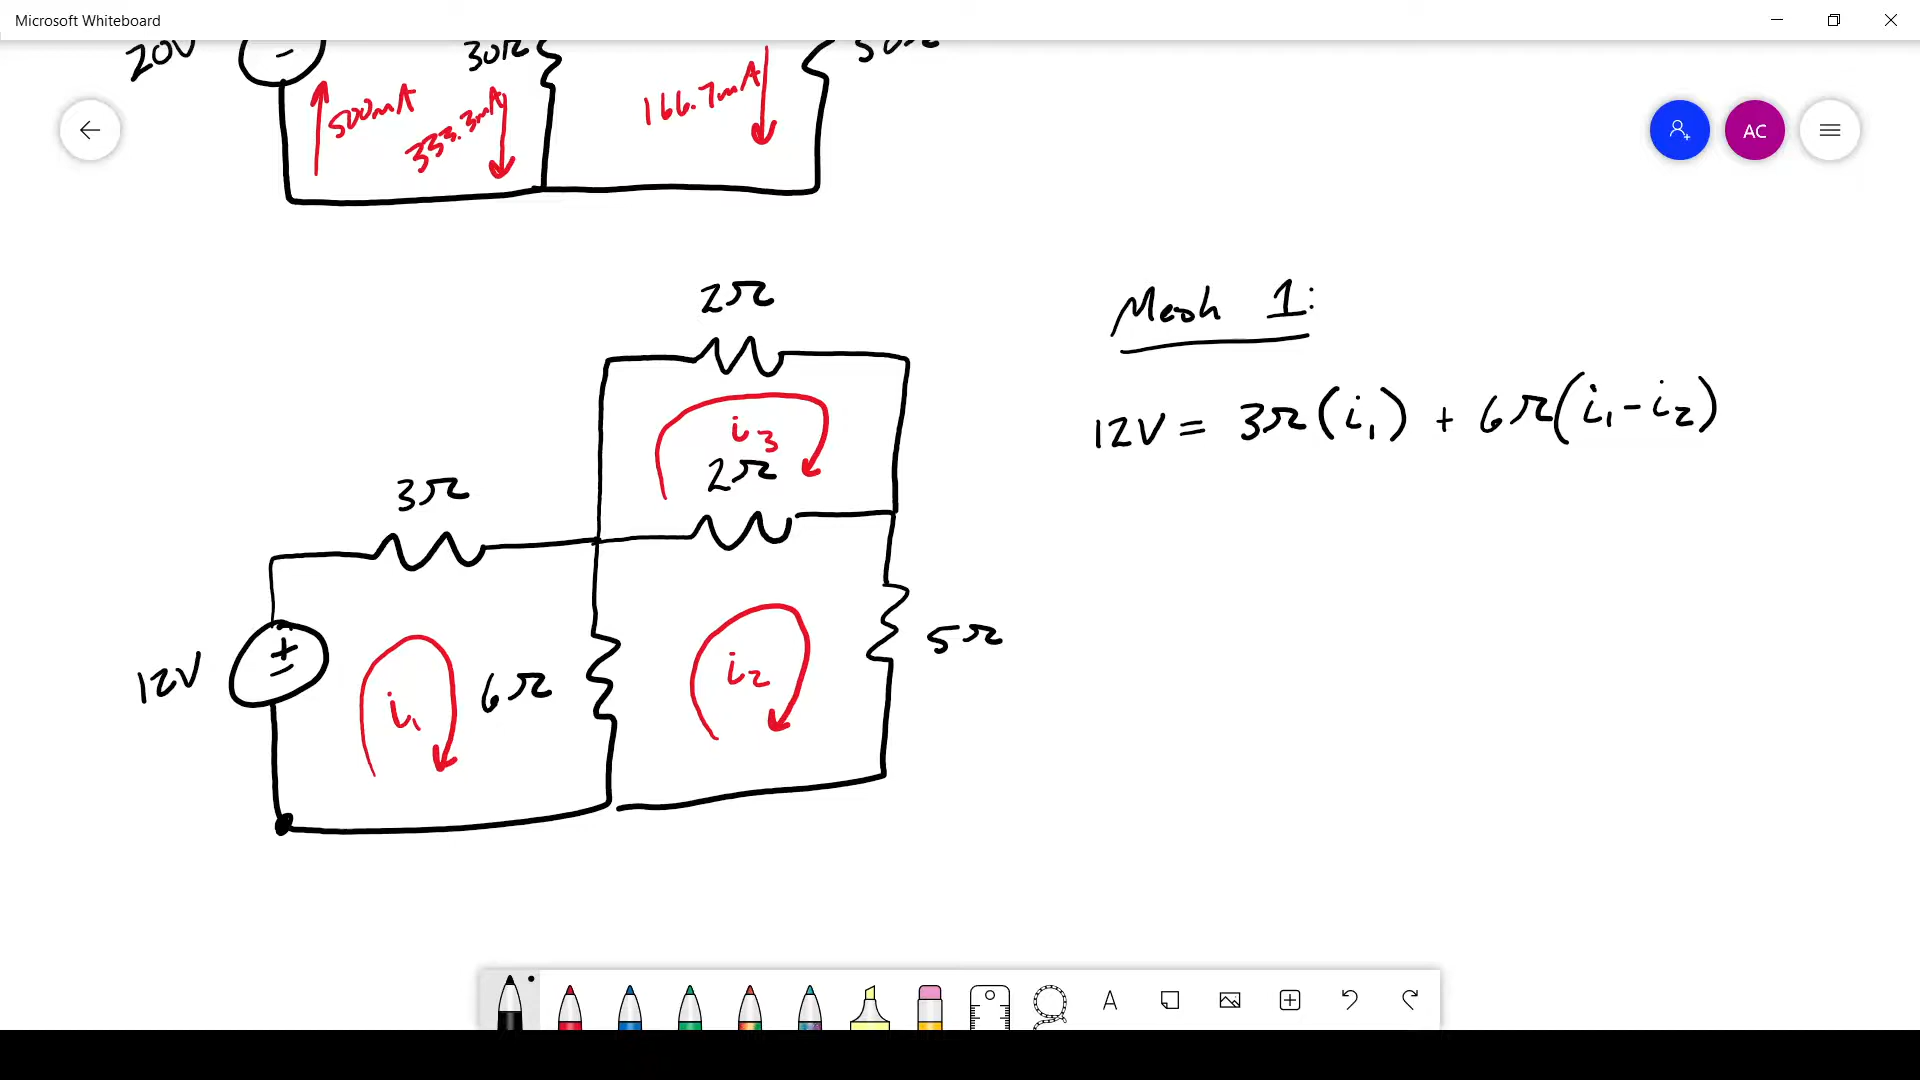 Microsoft Whiteboard
20V
-
30Ω
500mA
333.3mA
166.7mA
AC
2Ω
i₃
2Ω
3Ω
12V
+
-
i₁
6Ω
i₂
5Ω
Mesh 1:
12V = 3Ω(i₁) + 6Ω(i₁-i₂)
A